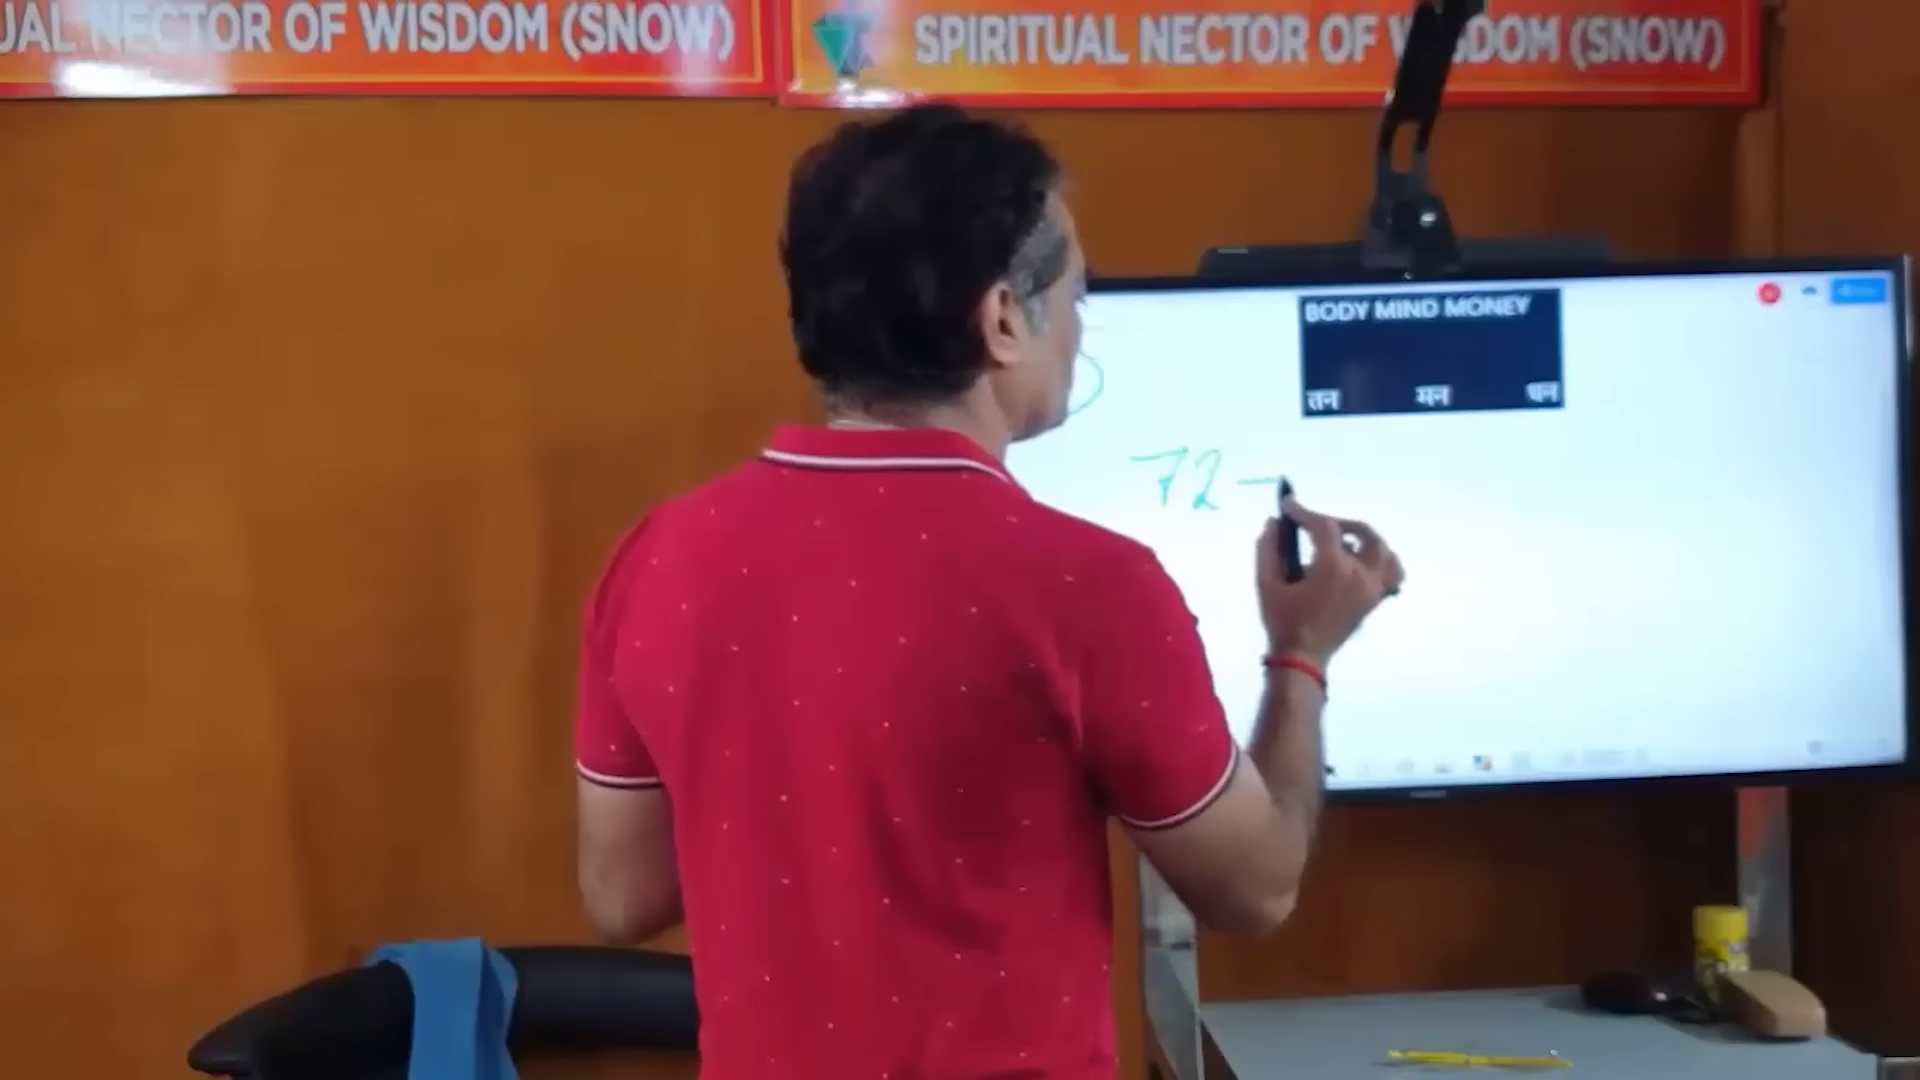 UAL NECTOR OF WISDOM (SNOW)
SPIRITUAL NECTOR OF WISDOM (SNOW)
BODY MIND MONEY
तन मन धन
72 -